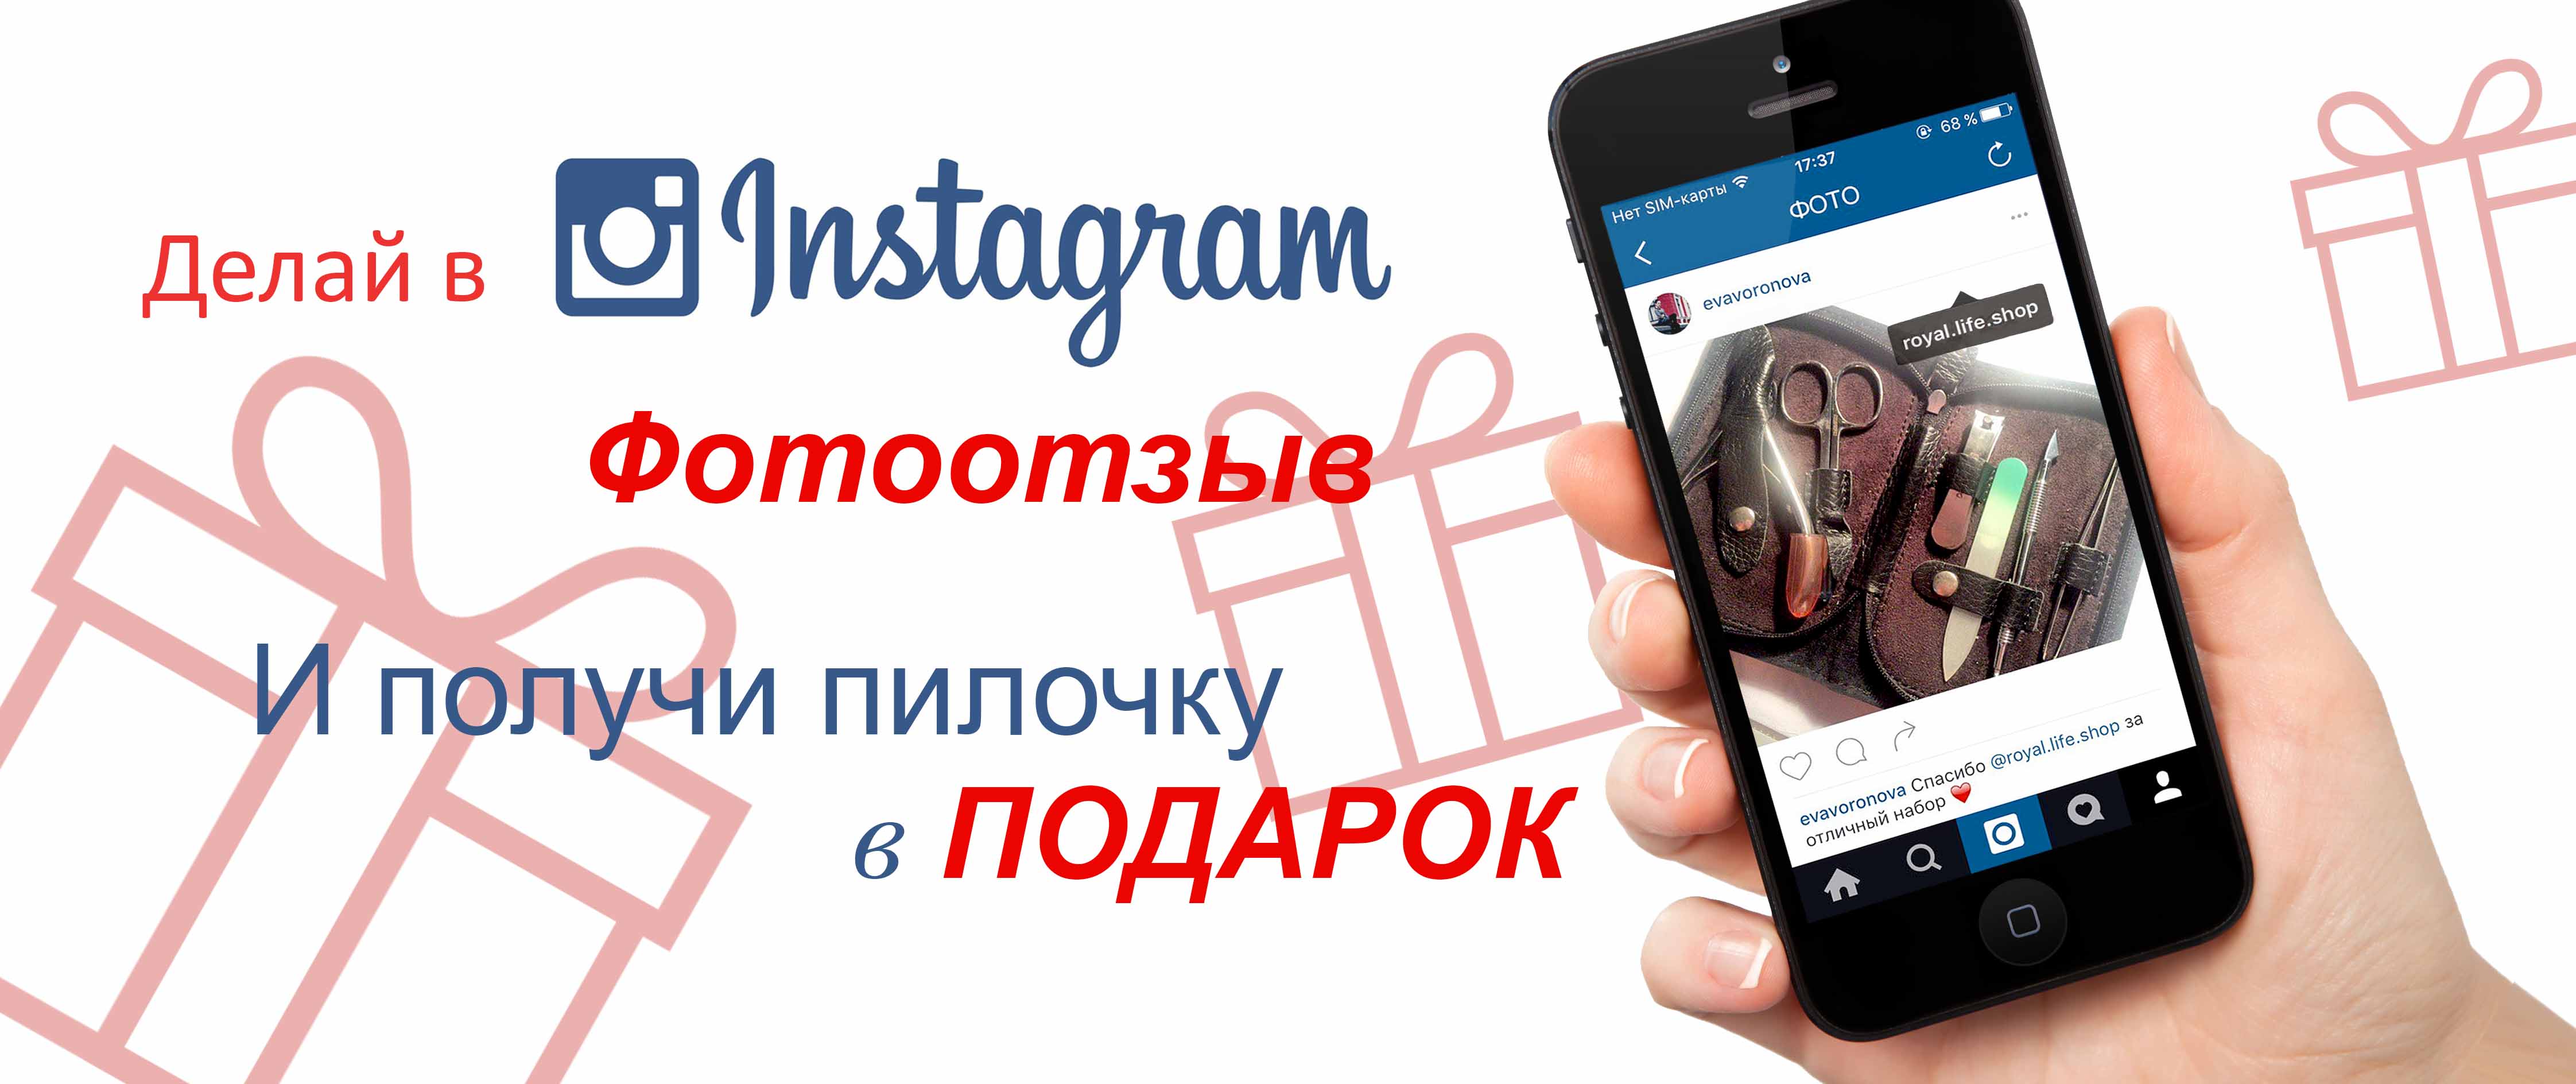 Делай в Instagram
Фотоотзыв
И получи пилочку
в ПОДАРОК
Нет SIM-карты 17:37 68 %
ФОТО
evavoronova
royal.life.shop
evavoronova Спасибо @royal.life.shop за
отличный набор ❤️